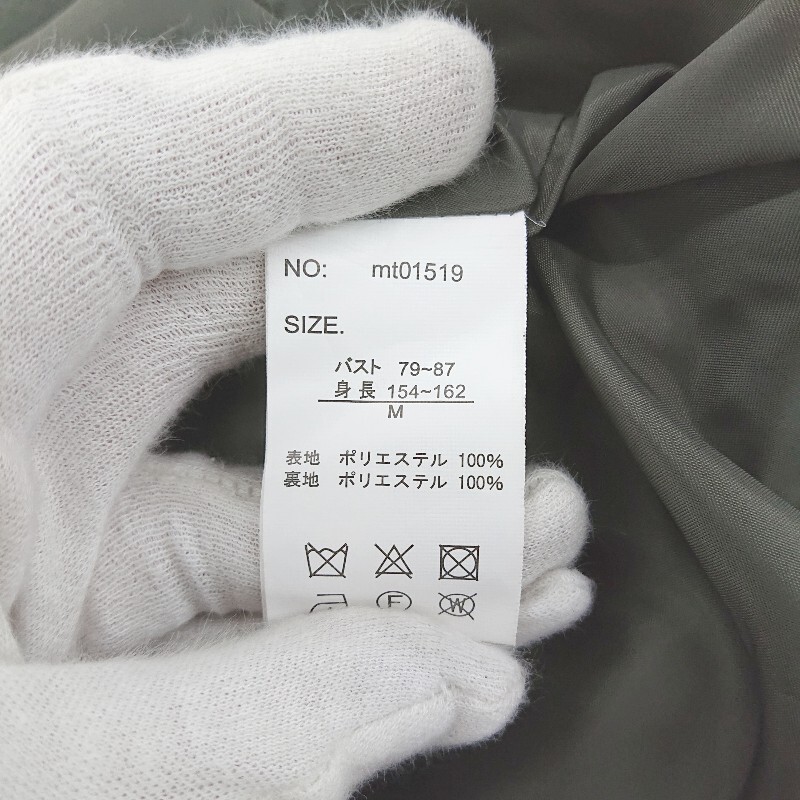 NO: mt01519
SIZE.
バスト 79~87
身長 154~162
M
表地 ポリエステル 100%
裏地 ポリエステル 100%
F
W